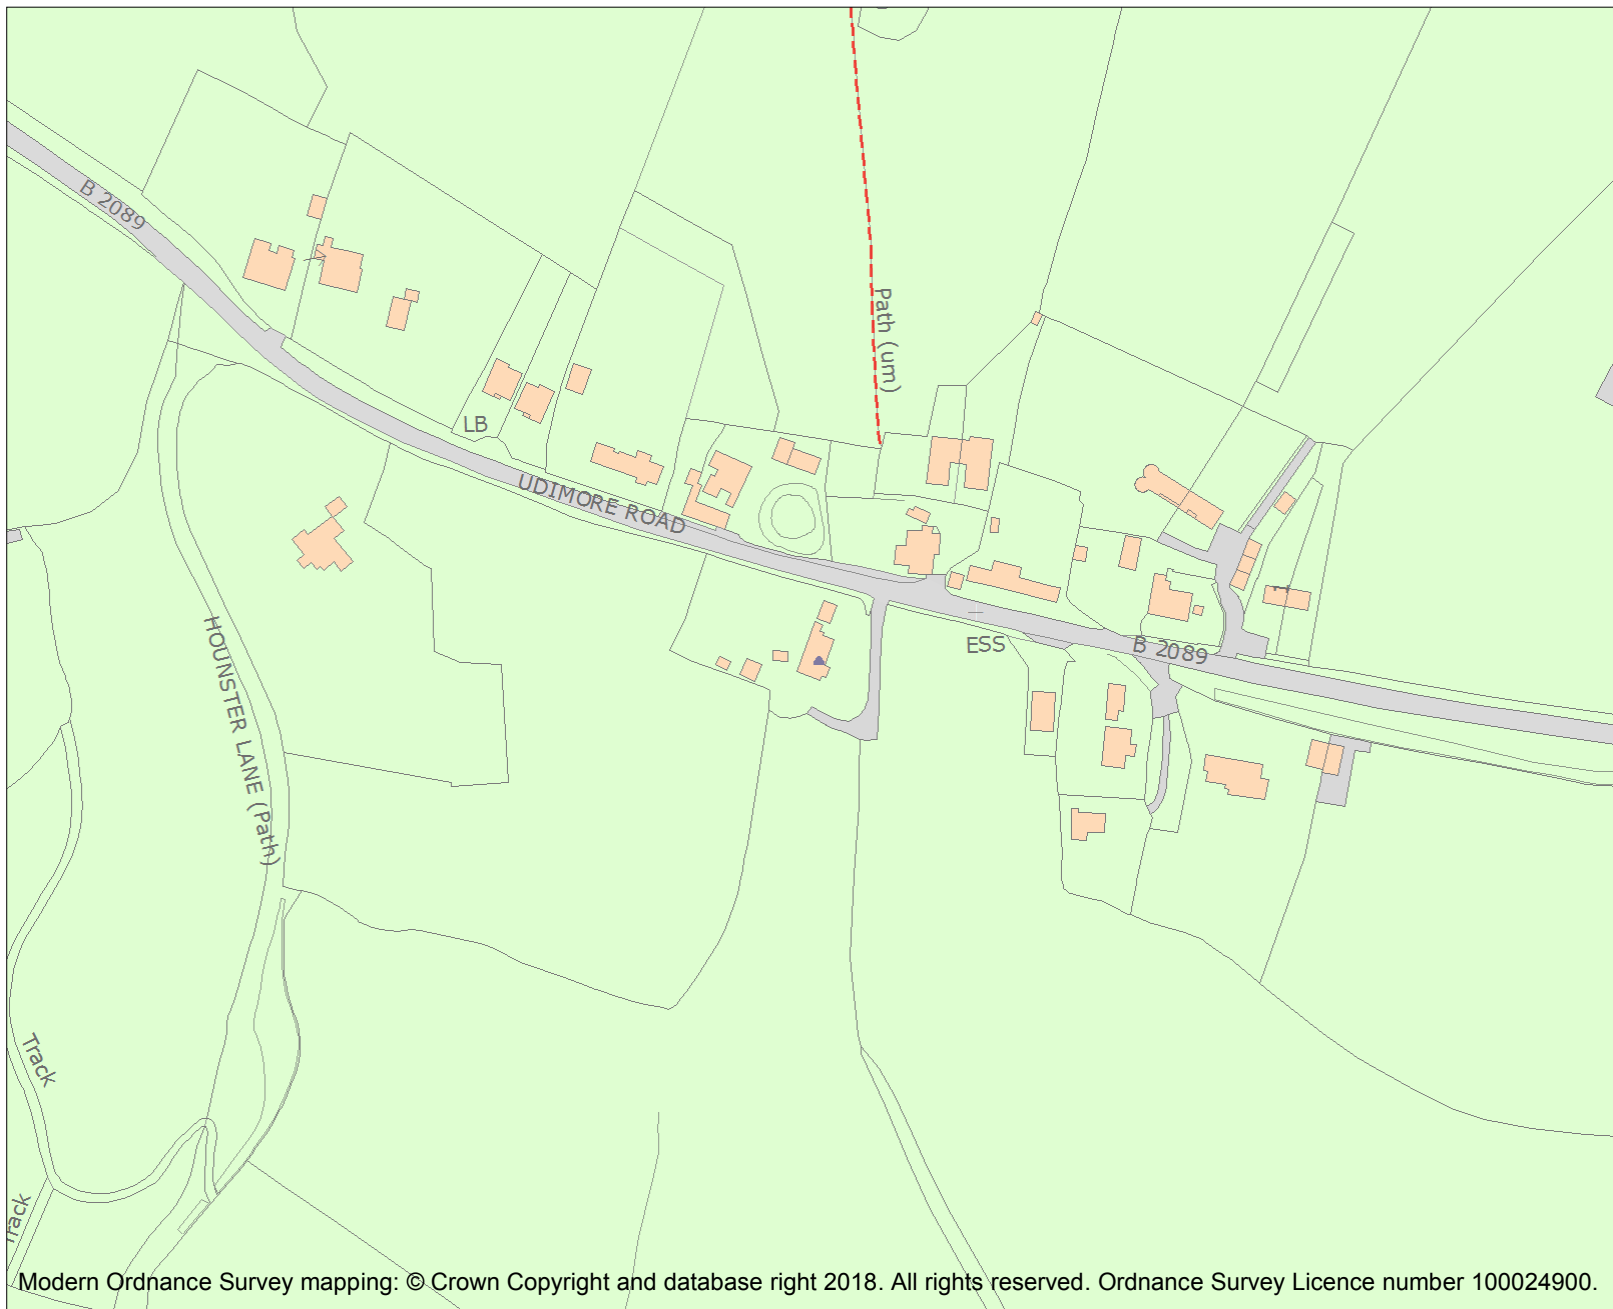 B 2089
Path (um)
LB
UDIMORE ROAD
HOUNSTER LANE (Path)
ESS
B 2089
1
Track
Track
Modern Ordnance Survey mapping: © Crown Copyright and database right 2018. All rights reserved. Ordnance Survey Licence number 100024900.